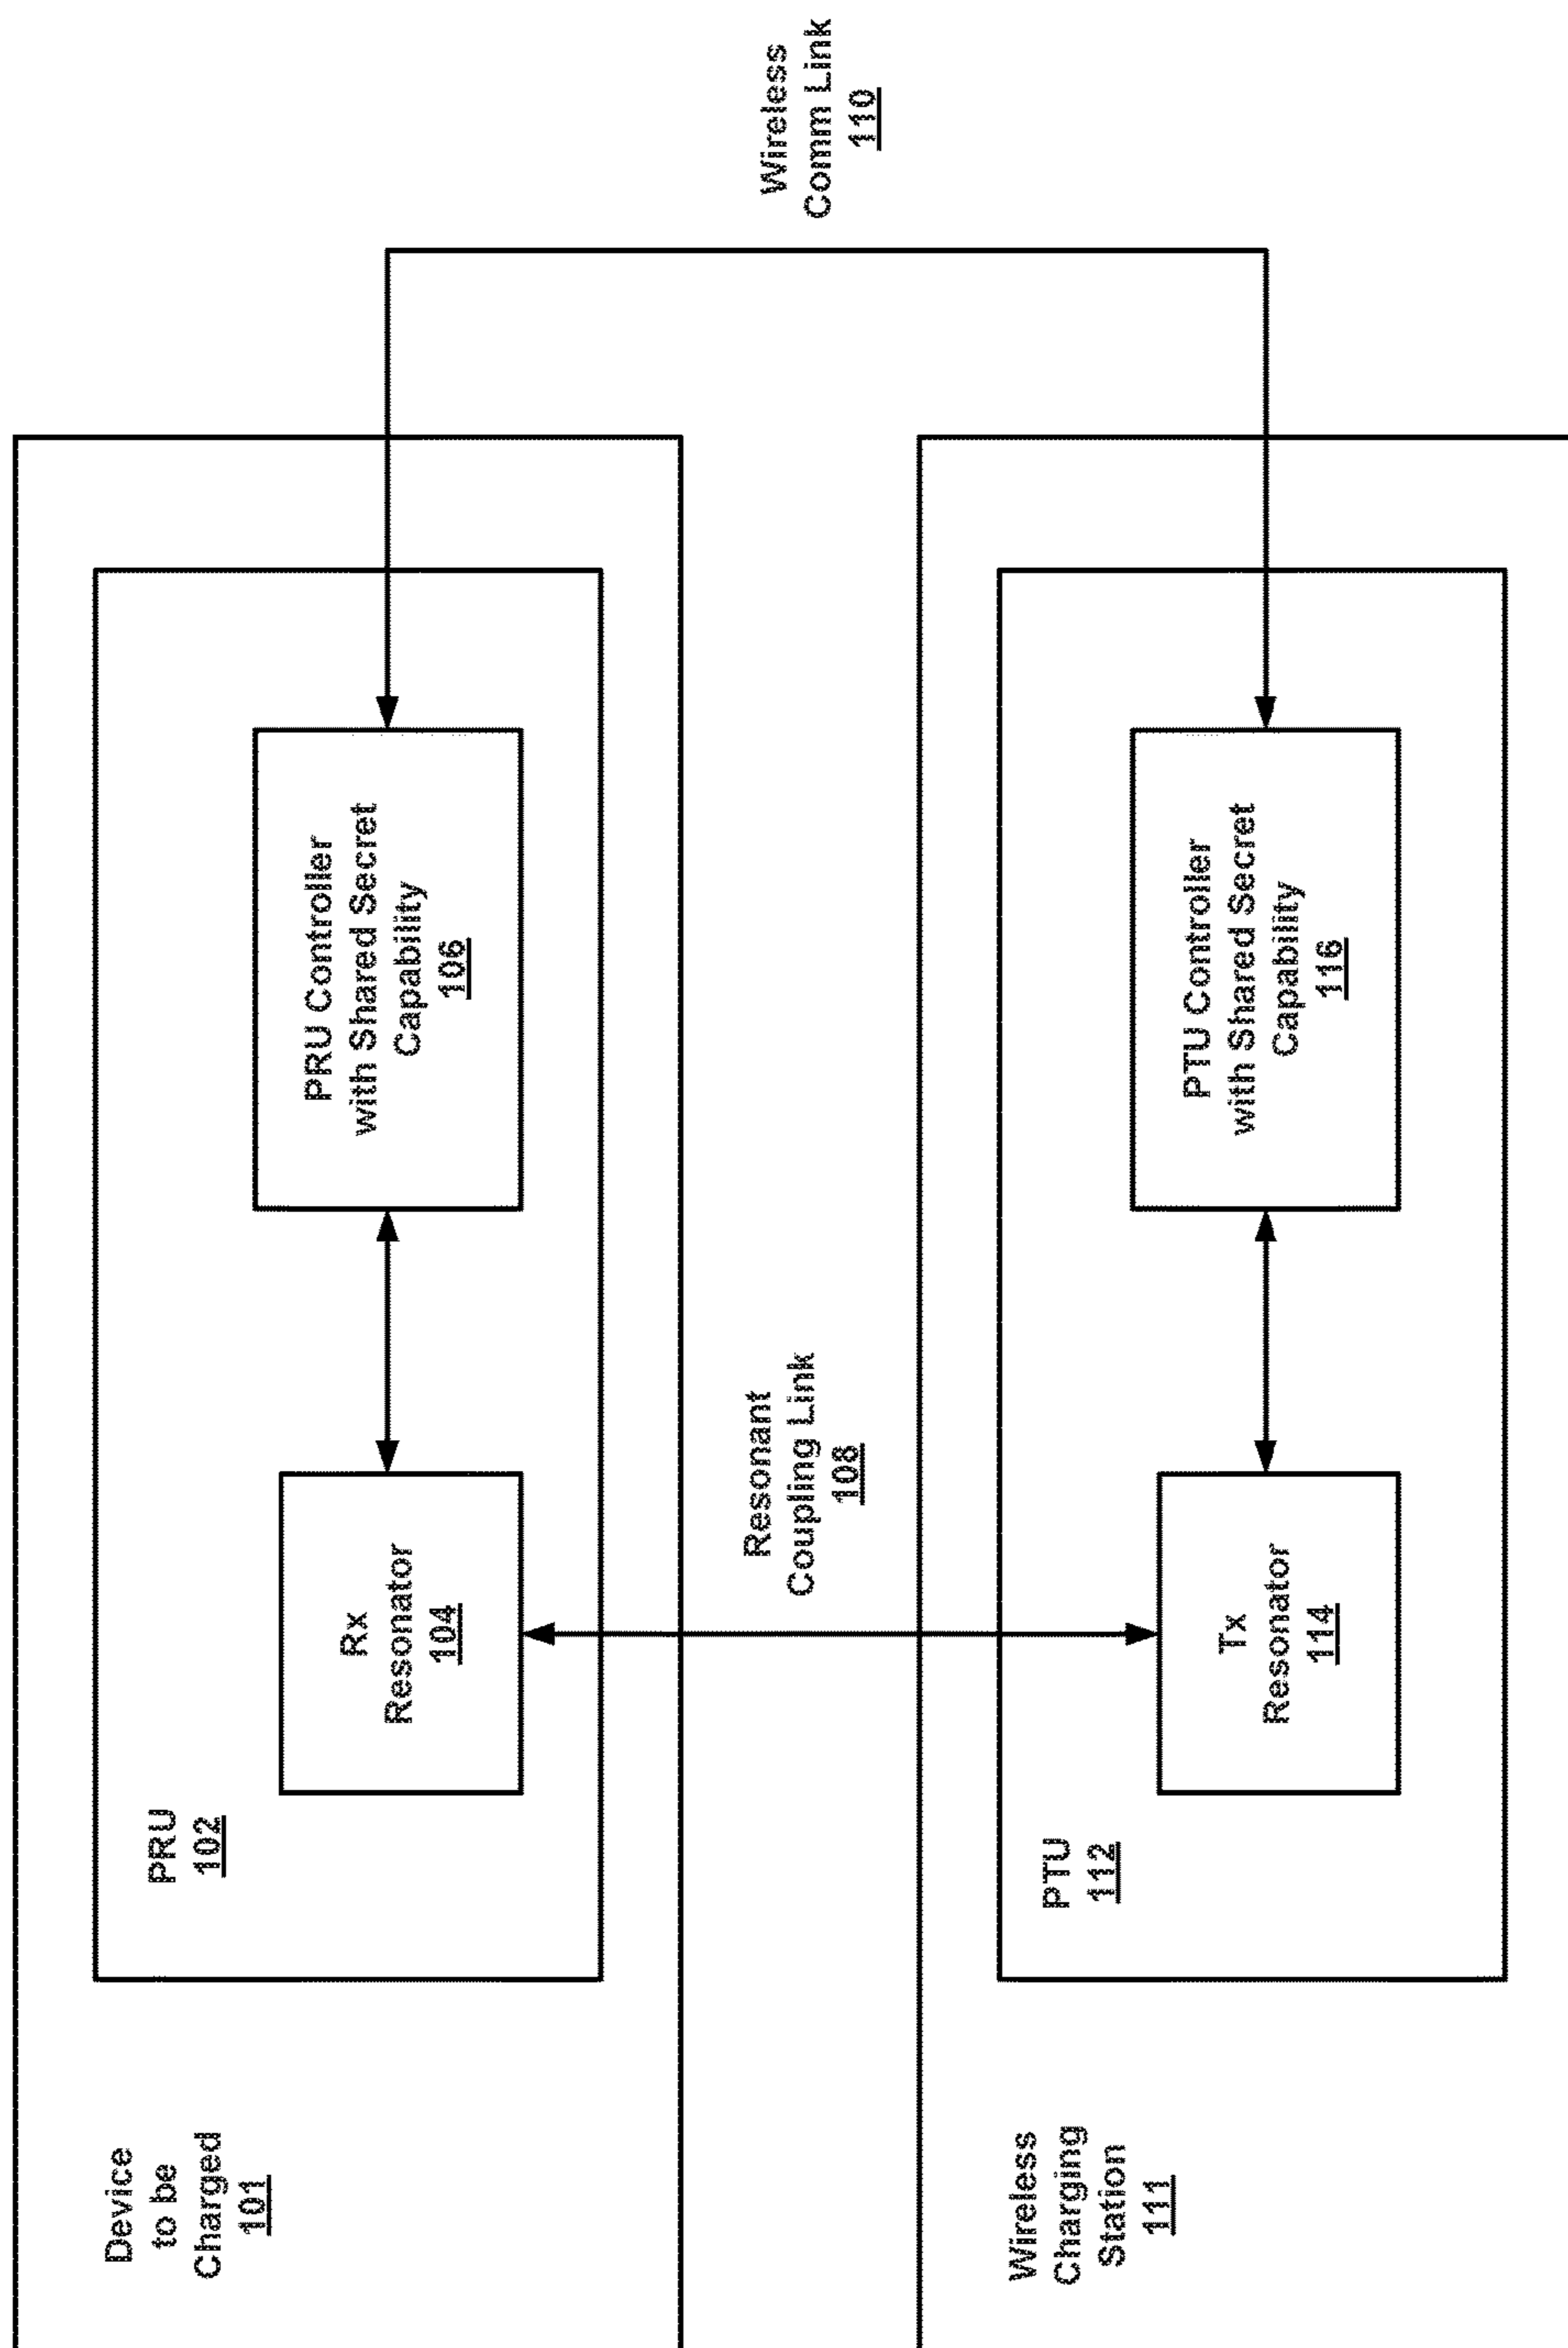 Device
to be
Charged
101
PRU
102
Rx
Resonator
104
PRU Controller
with Shared Secret
Capability
106
Resonant
Coupling Link
108
Wireless
Comm Link
110
Wireless
Charging
Station
111
PTU
112
Tx
Resonator
114
PTU Controller
with Shared Secret
Capability
116